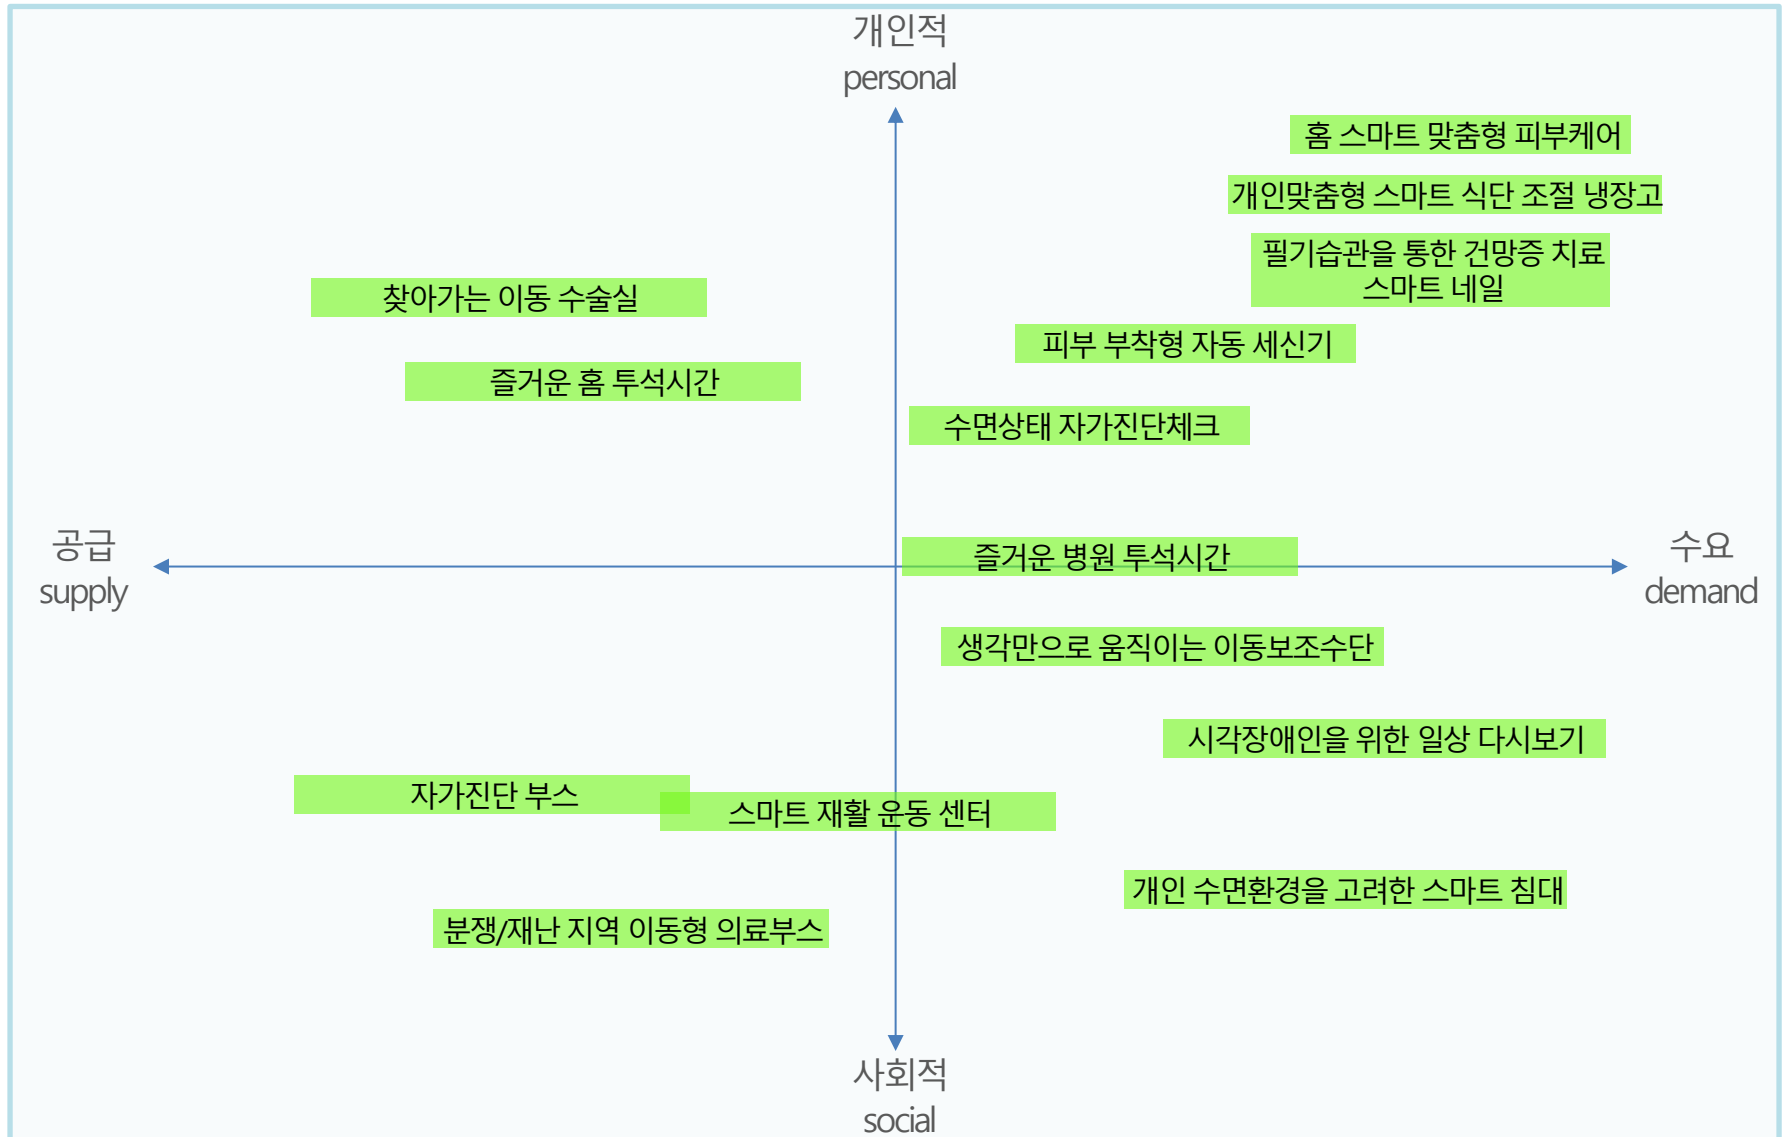 개인적
personal
홈 스마트 맞춤형 피부케어
개인맞춤형 스마트 식단 조절 냉장고
필기습관을 통한 건망증 치료
스마트 네일
찾아가는 이동 수술실
피부 부착형 자동 세신기
즐거운 홈 투석시간
수면상태 자가진단체크
공급
supply
즐거운 병원 투석시간
수요
demand
생각만으로 움직이는 이동보조수단
시각장애인을 위한 일상 다시보기
자가진단 부스
스마트 재활 운동 센터
개인 수면환경을 고려한 스마트 침대
분쟁/재난 지역 이동형 의료부스
사회적
social